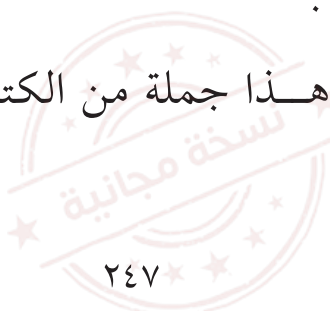 .
هــذا جملة من الكت
نسخة مجانية
٢٤٧